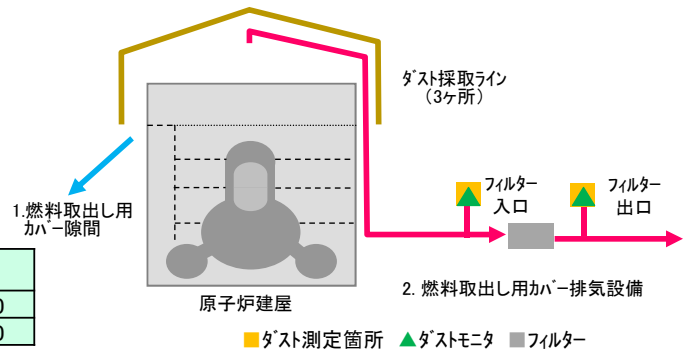 ダスト採取ライン
（3ヶ所）
1.燃料取出し用
カバー隙間
フィルター
入口
フィルター
出口
0
0
原子炉建屋
2. 燃料取出し用カバー排気設備
ダスト測定箇所 ダストモニタ フィルター